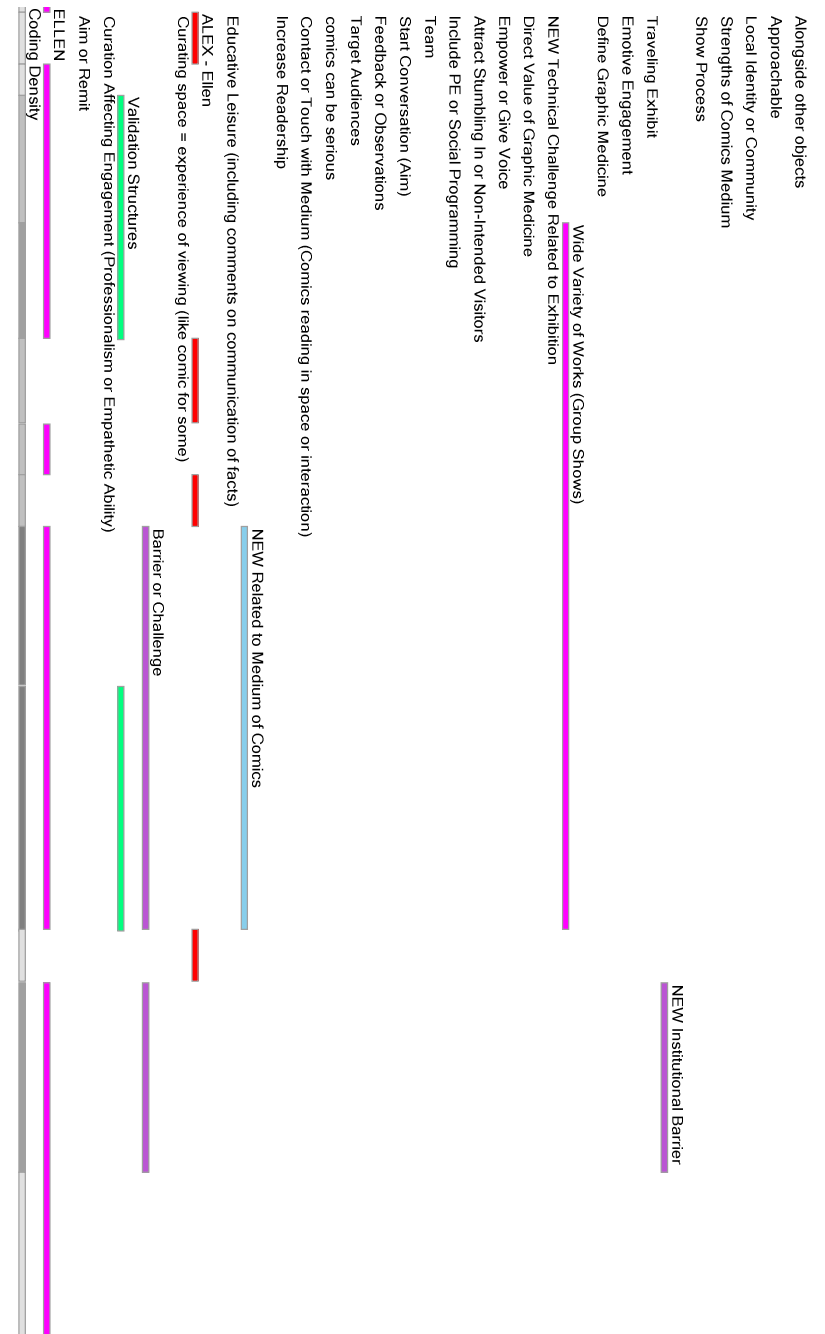 Alongside other objects
Approachable
Local Identity or Community
Strengths of Comics Medium
Show Process
NEW Institutional Barrier
Traveling Exhibit
Emotive Engagement
Define Graphic Medicine
Wide Variety of Works (Group Shows)
NEW Technical Challenge Related to Exhibition
Direct Value of Graphic Medicine
Empower or Give Voice
Attract Stumbling In or Non-Intended Visitors
Include PE or Social Programming
Team
Start Conversation (Aim)
Feedback or Observations
Target Audiences
comics can be serious
Contact or Touch with Medium (Comics reading in space or interaction)
Increase Readership
NEW Related to Medium of Comics
Educative Leisure (including comments on communication of facts)
ALEX - Ellen
Curating space = experience of viewing (like comic for some)
Barrier or Challenge
Validation Structures
Curation Affecting Engagement (Professionalism or Empathetic Ability)
Aim or Remit
ELLEN
Coding Density